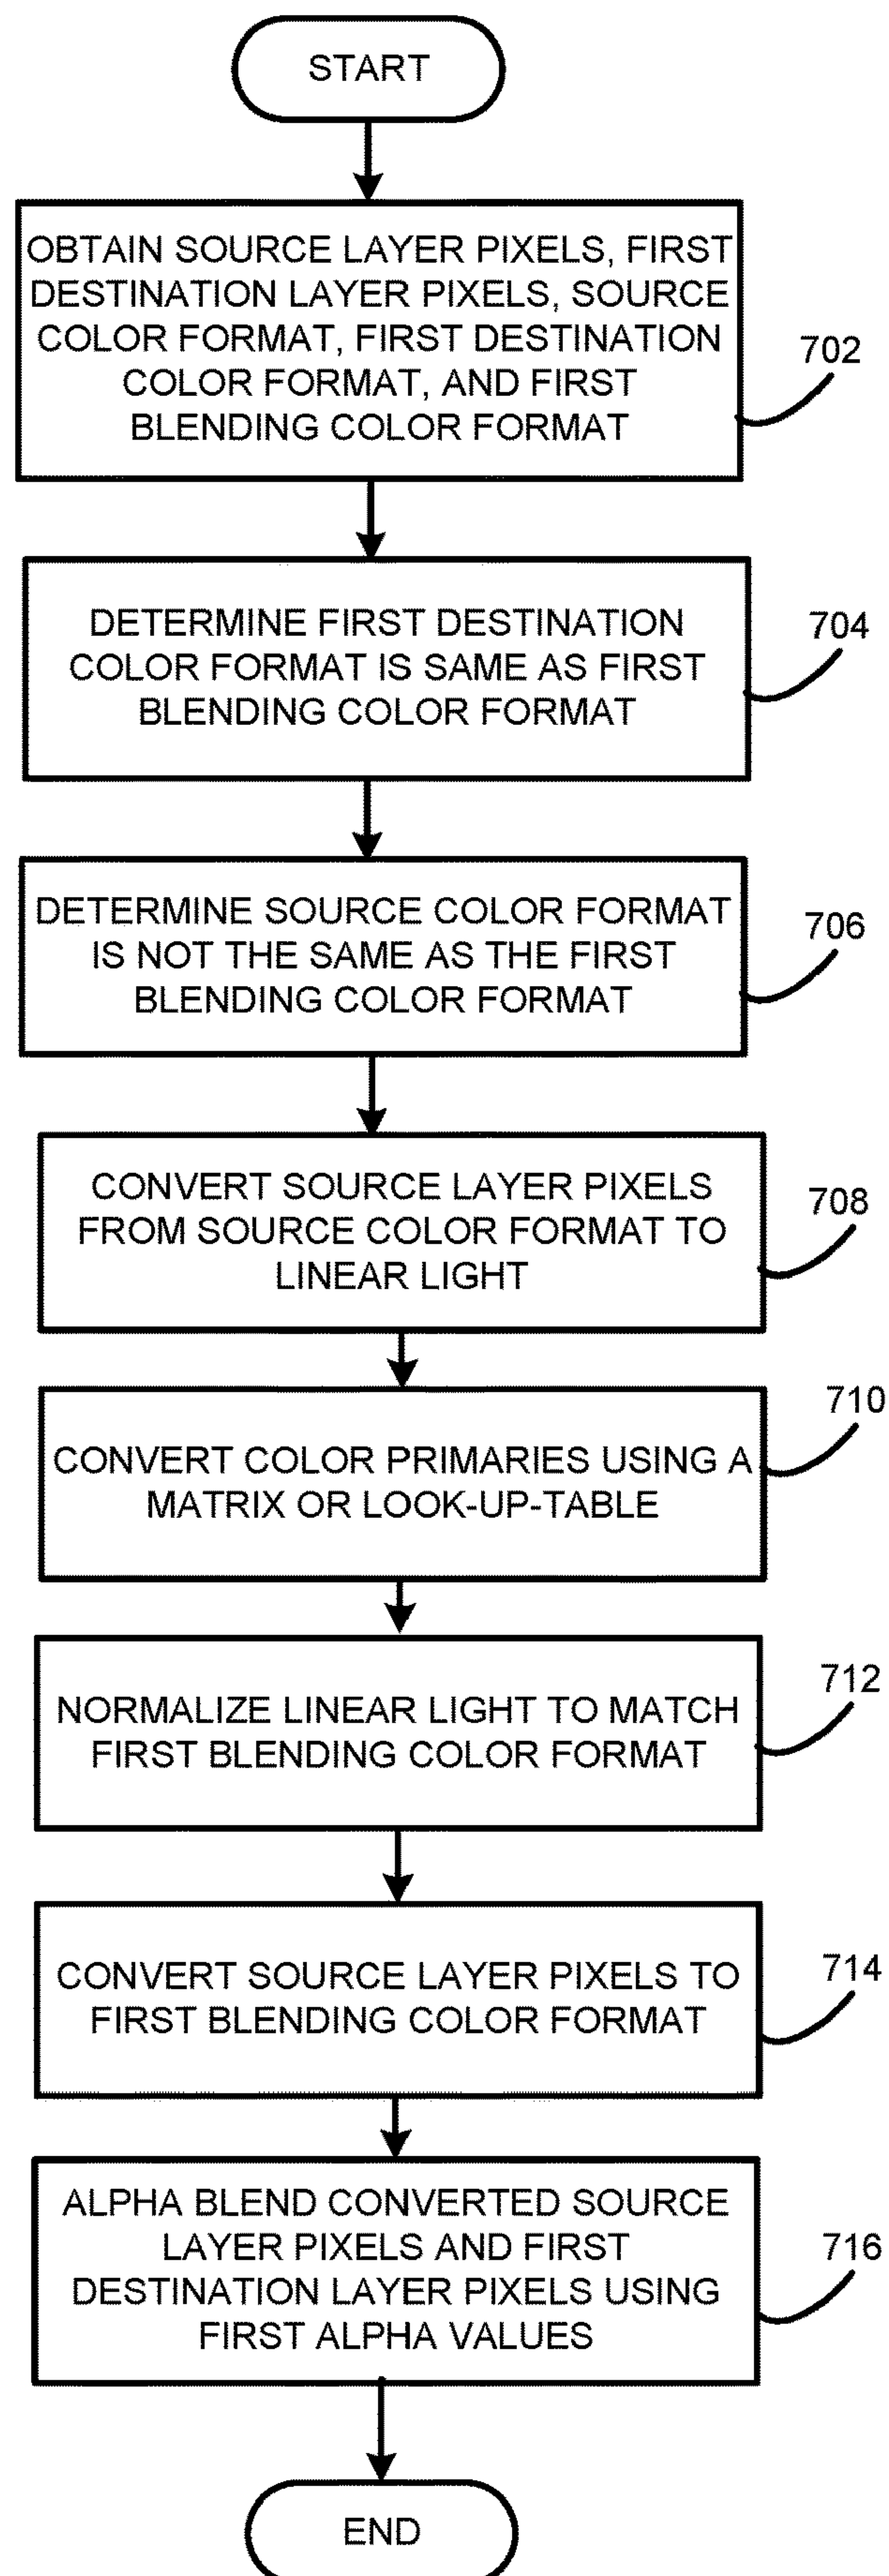 START
OBTAIN SOURCE LAYER PIXELS, FIRST
DESTINATION LAYER PIXELS, SOURCE
COLOR FORMAT, FIRST DESTINATION
COLOR FORMAT, AND FIRST
BLENDING COLOR FORMAT
702
DETERMINE FIRST DESTINATION
COLOR FORMAT IS SAME AS FIRST
BLENDING COLOR FORMAT
704
DETERMINE SOURCE COLOR FORMAT
IS NOT THE SAME AS THE FIRST
BLENDING COLOR FORMAT
706
CONVERT SOURCE LAYER PIXELS
FROM SOURCE COLOR FORMAT TO
LINEAR LIGHT
708
CONVERT COLOR PRIMARIES USING A
MATRIX OR LOOK-UP-TABLE
710
NORMALIZE LINEAR LIGHT TO MATCH
FIRST BLENDING COLOR FORMAT
712
CONVERT SOURCE LAYER PIXELS TO
FIRST BLENDING COLOR FORMAT
714
ALPHA BLEND CONVERTED SOURCE
LAYER PIXELS AND FIRST
DESTINATION LAYER PIXELS USING
FIRST ALPHA VALUES
716
END